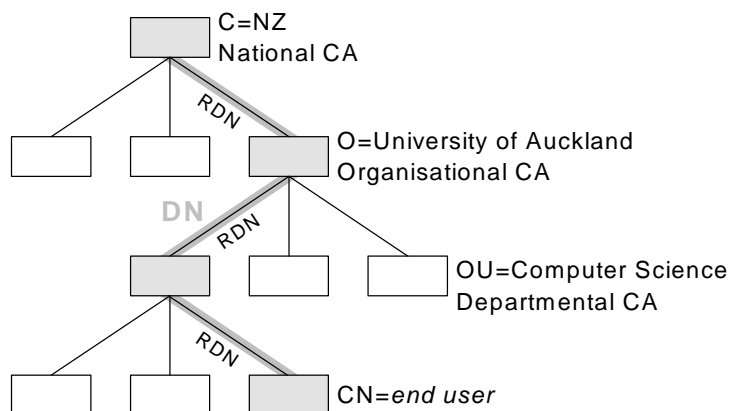 C=NZ
National CA
RDN
O=University of Auckland
Organisational CA
DN
RDN
OU=Computer Science
Departmental CA
RDN
CN=end user